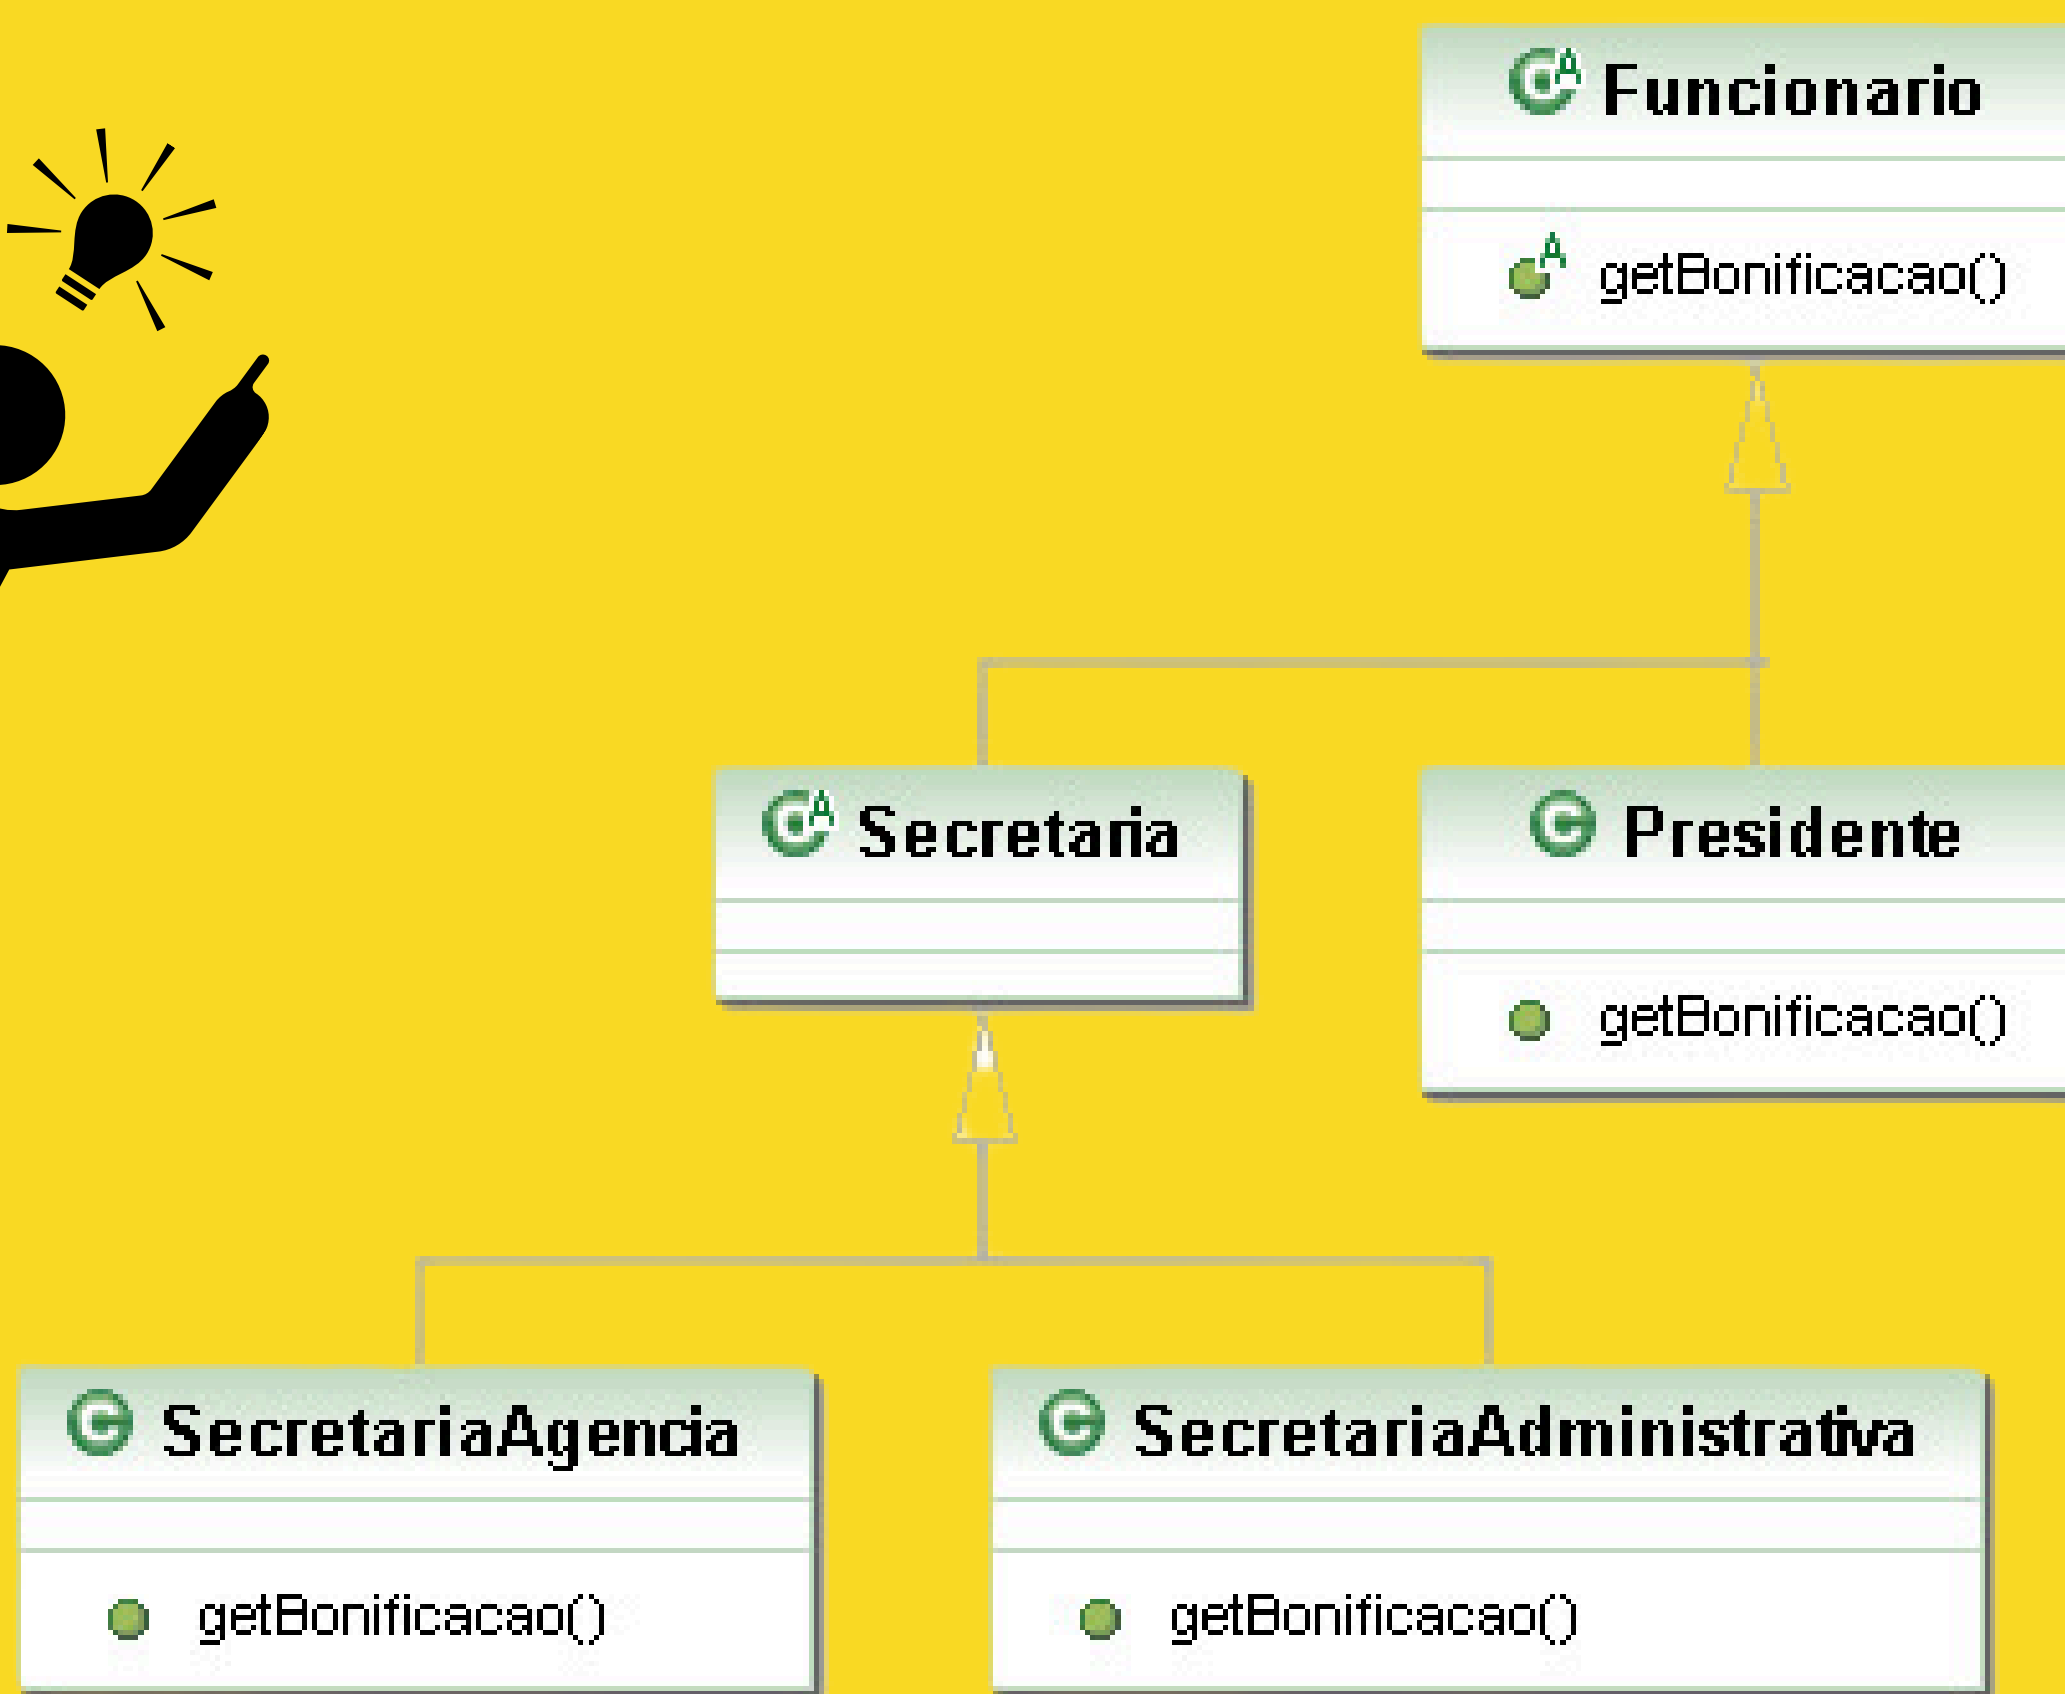 Funcionario
getBonificacao()
Secretaria
Presidente
getBonificacao()
SecretariaAgencia
SecretariaAdministrativa
getBonificacao()
getBonificacao()